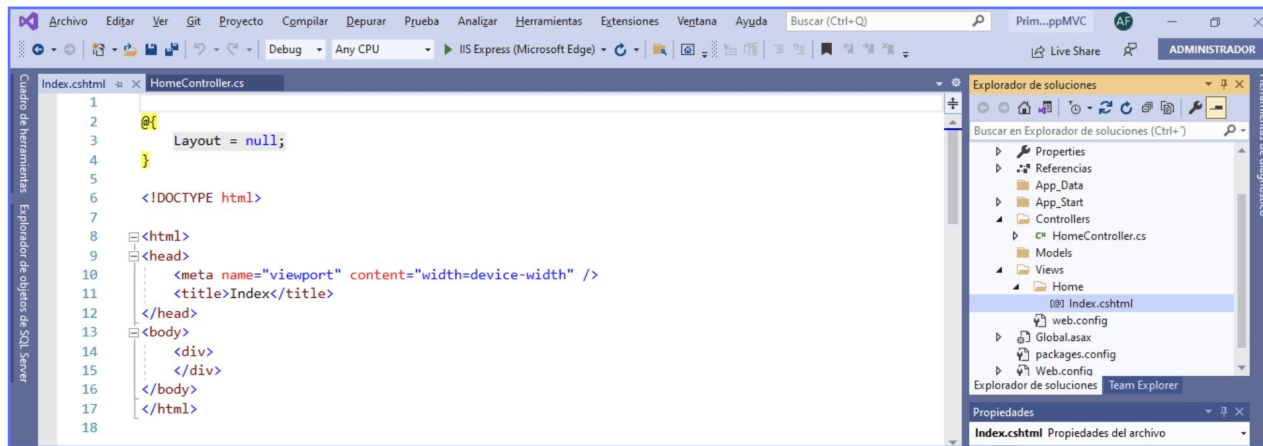 Archivo Editar Ver Git Proyecto Compilar Depurar Prueba Analizar Herramientas Extensiones Ventana Ayuda Buscar (Ctrl+Q) Prim...ppMVC AF
Debug Any CPU IIS Express (Microsoft Edge) Live Share ADMINISTRADOR
Cuadro de herramientas
Explorador de objetos de SQL Server
Index.cshtml HomeController.cs
1
2 @{
3 Layout = null;
4 }
5
6 <!DOCTYPE html>
7
8 <html>
9 <head>
10 <meta name="viewport" content="width=device-width" />
11 <title>Index</title>
12 </head>
13 <body>
14 <div>
15 </div>
16 </body>
17 </html>
18
Explorador de soluciones
Buscar en Explorador de soluciones (Ctrl+´)
Properties
Referencias
App_Data
App_Start
Controllers
C# HomeController.cs
Models
Views
Home
[@] Index.cshtml
web.config
Global.asax
packages.config
Web.config
Explorador de soluciones Team Explorer
Propiedades
Index.cshtml Propiedades del archivo
Herramientas de diagnóstico